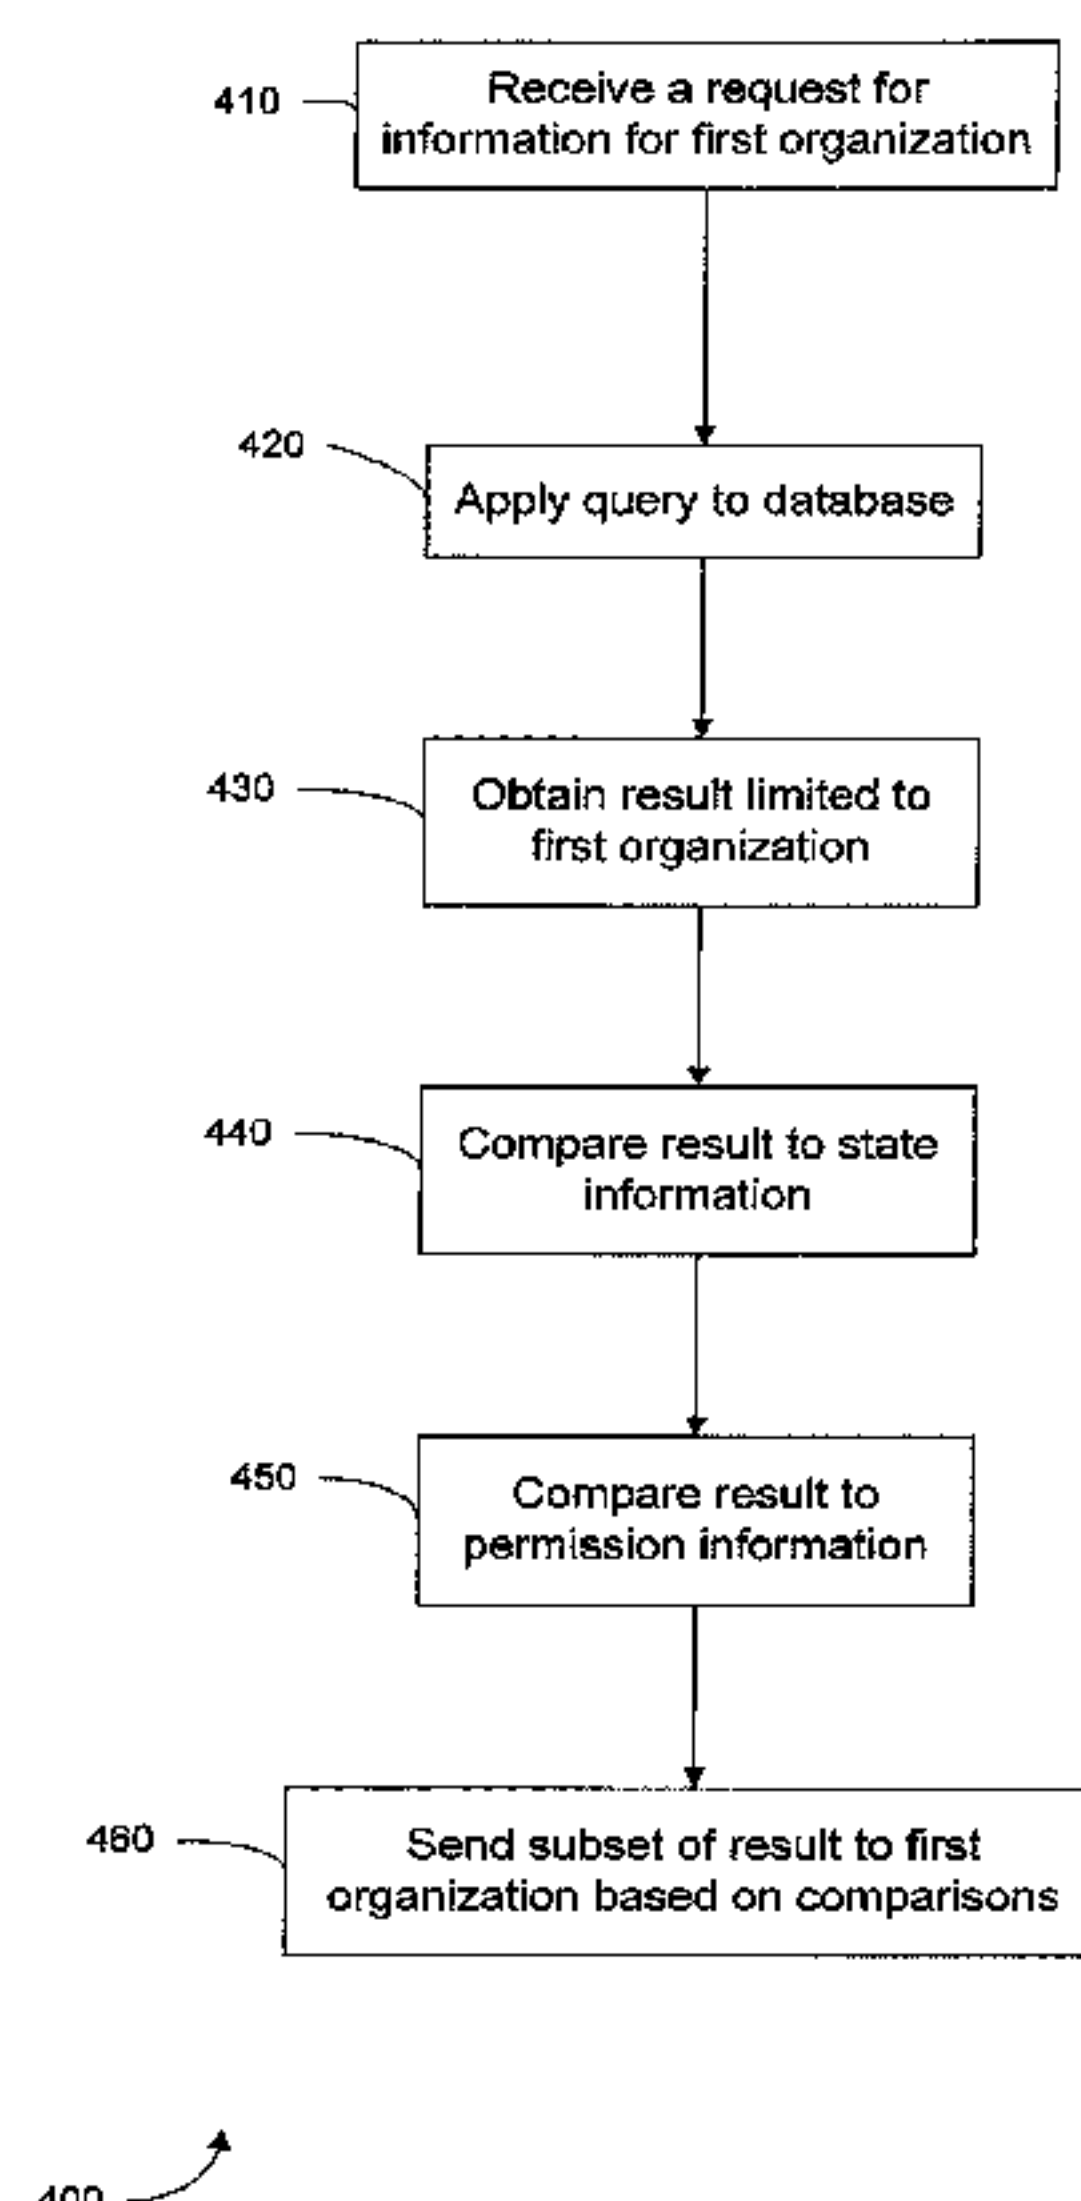 410
Receive a request for
information for first organization
420
Apply query to database
430
Obtain result limited to
first organization
440
Compare result to state
information
450
Compare result to
permission information
460
Send subset of result to first
organization based on comparisons
400